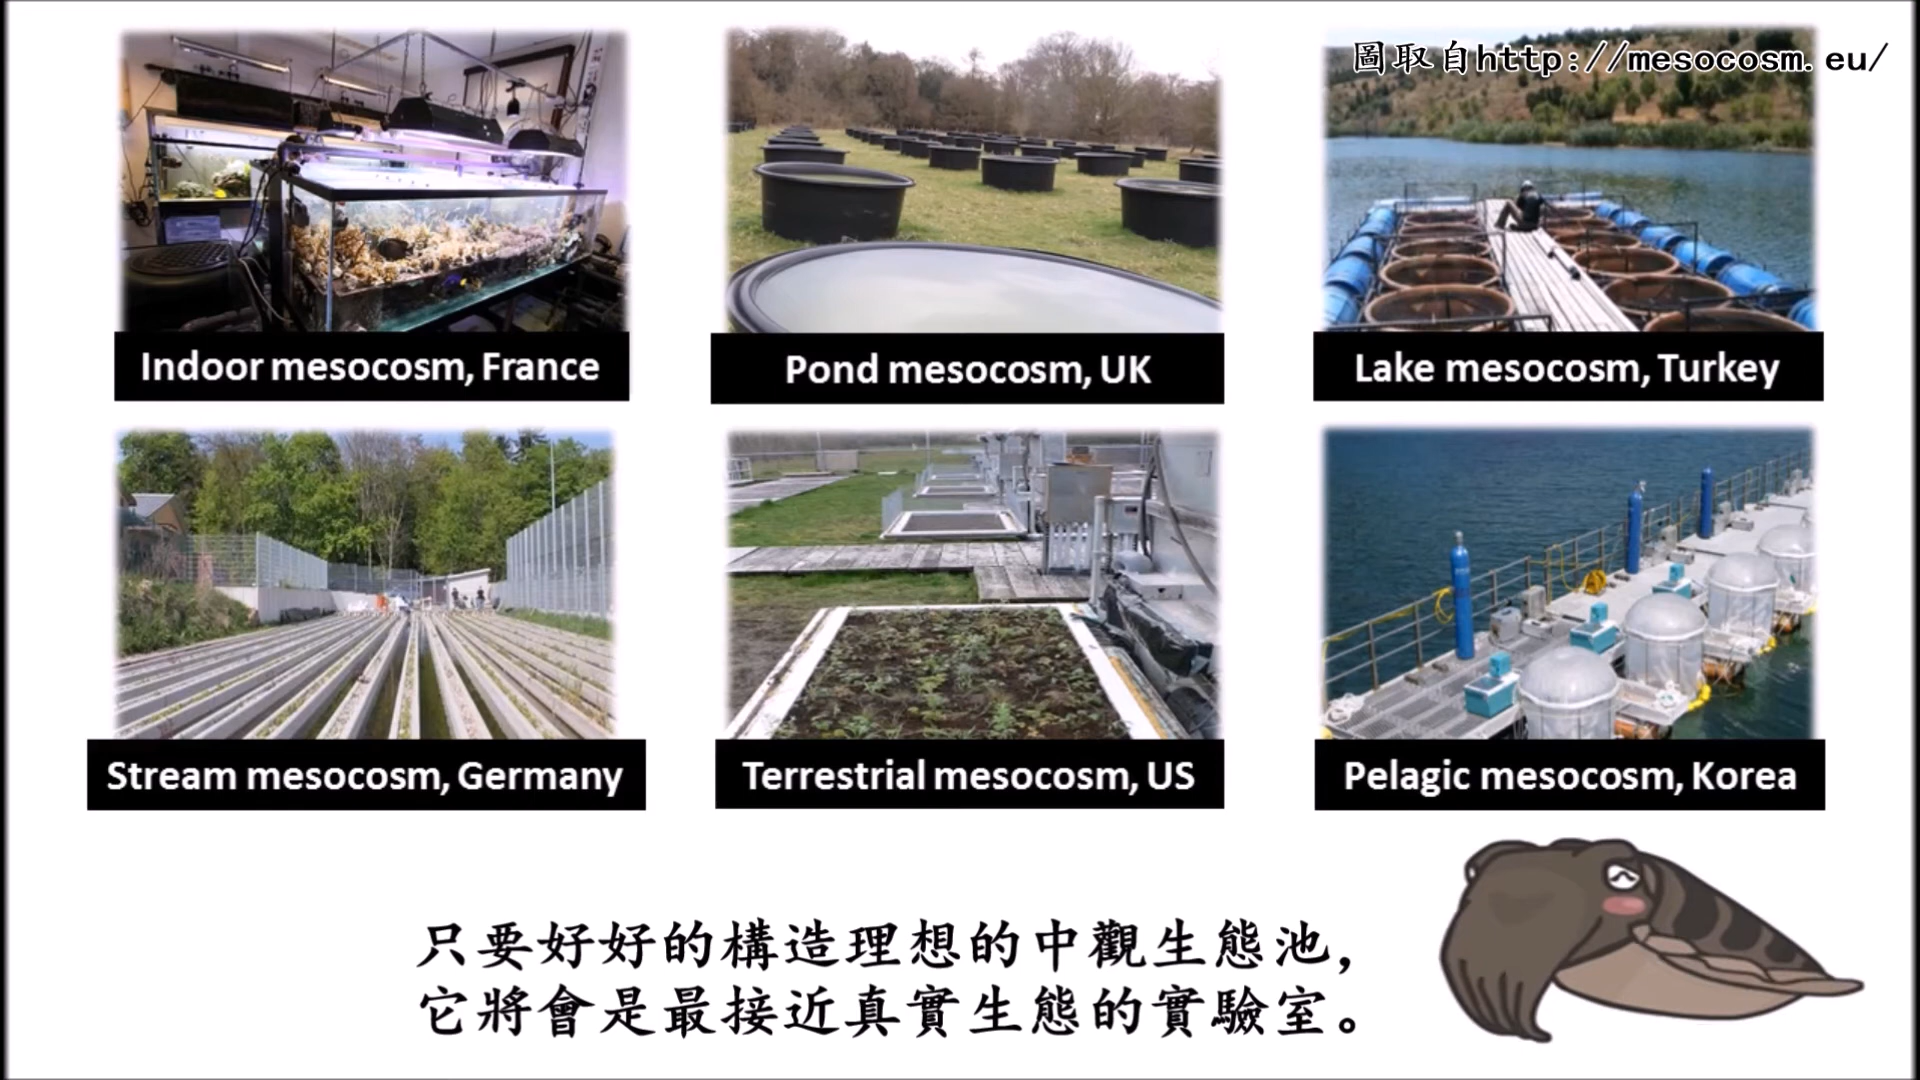 圖取自http://mesocosm.eu/
Indoor mesocosm, France
Pond mesocosm, UK
Lake mesocosm, Turkey
Stream mesocosm, Germany
Terrestrial mesocosm, US
Pelagic mesocosm, Korea
只要好好的構造理想的中觀生態池，
它將會是最接近真實生態的實驗室。